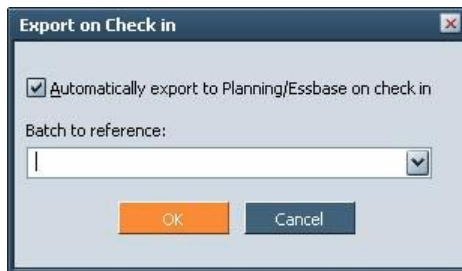 Export on Check in
Automatically export to Planning/Essbase on check in
Batch to reference:
OK
Cancel